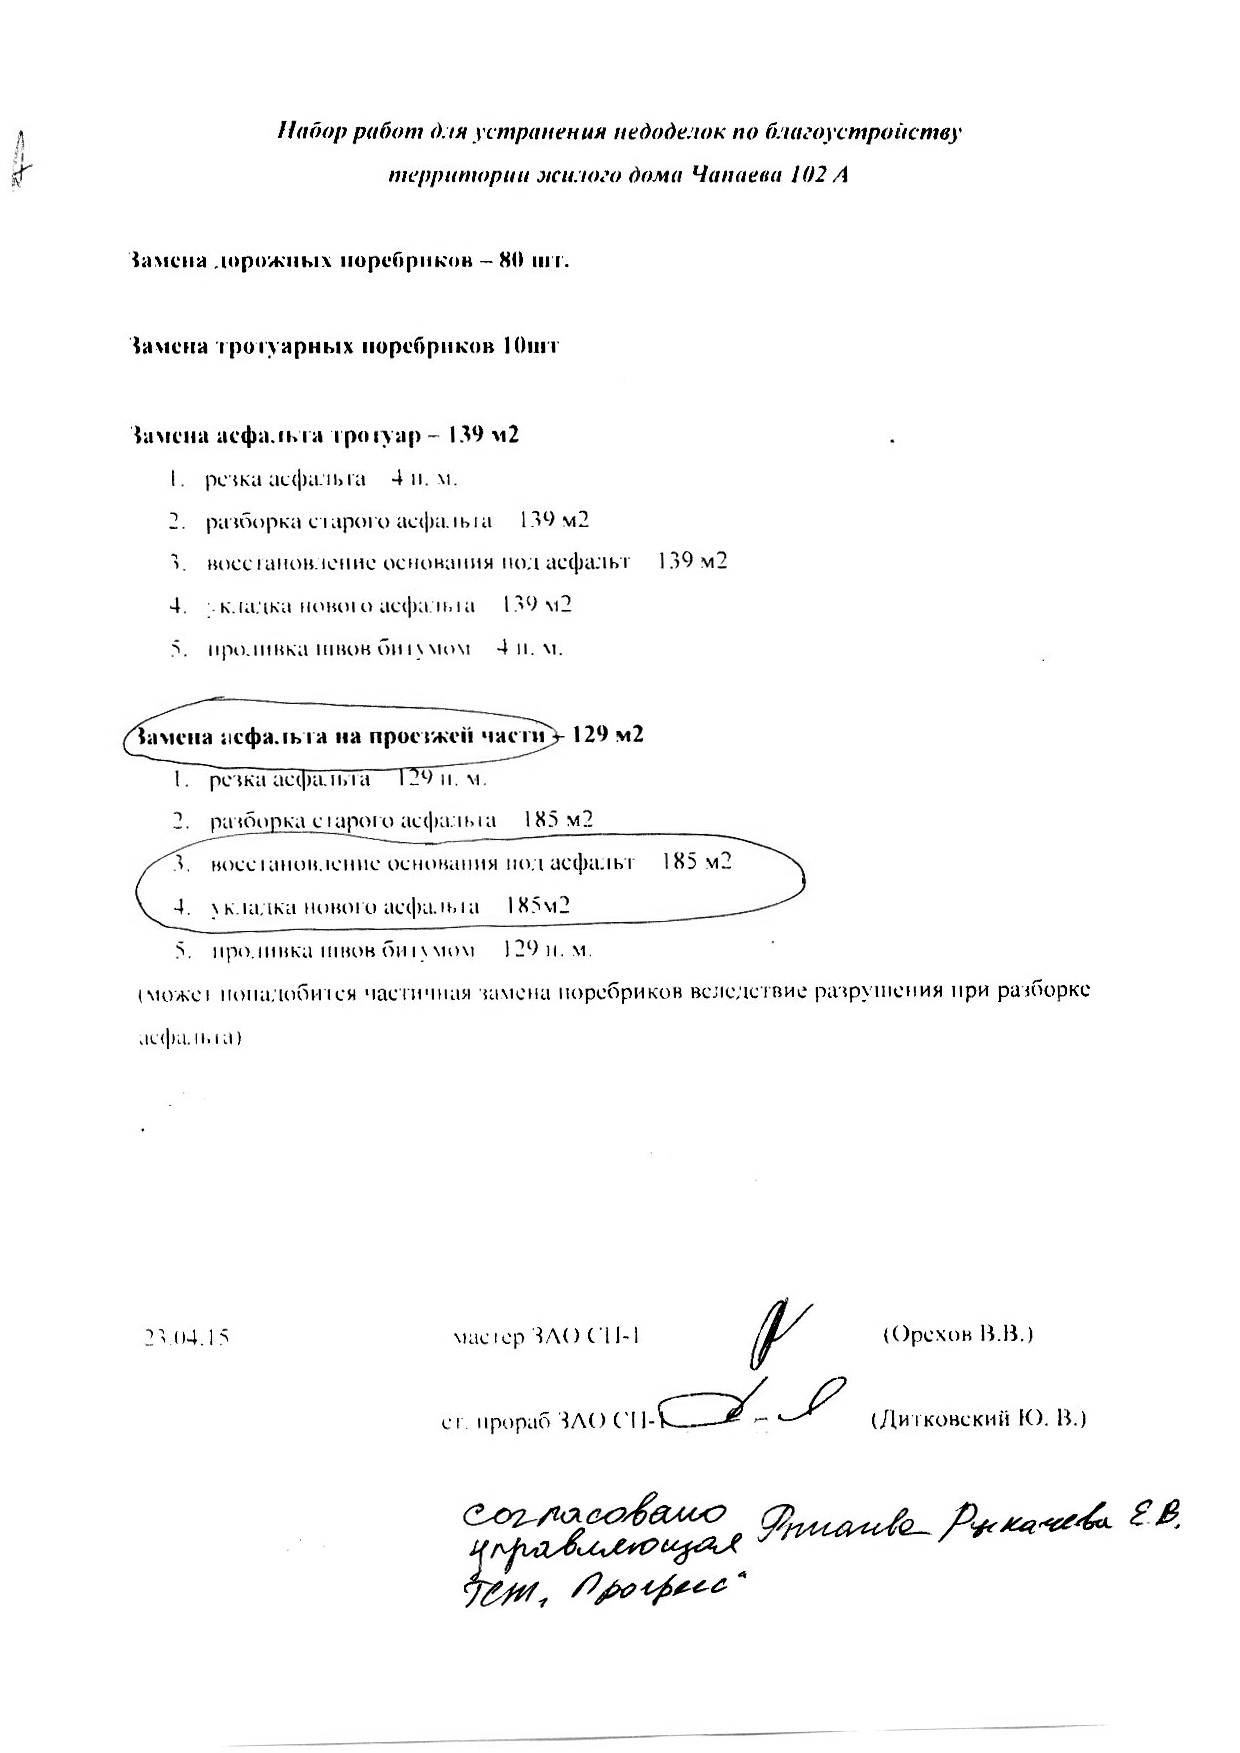 Набор работ для устранения недоделок по благоустройству
территории жилого дома Чапаева 102 А
Замена дорожных поребриков – 80 шт.
Замена тротуарных поребриков 10шт
Замена асфальта тротуар – 139 м2
1. резка асфальта 4 п. м.
2. разборка старого асфальта 139 м2
3. восстановление основания под асфальт 139 м2
4. укладка нового асфальта 139 м2
5. проливка швов битумом 4 п. м.
Замена асфальта на проезжей части – 129 м2
1. резка асфальта 129 п. м.
2. разборка старого асфальта 185 м2
3. восстановление основания под асфальт 185 м2
4. укладка нового асфальта 185м2
5. проливка швов битумом 129 п. м.
(может понадобится частичная замена поребриков вследствие разрушения при разборке
асфальта)
23.04.15 мастер ЗАО СП-1 (Орехов В.В.)
ст. прораб ЗАО СП-1 (Дитковский Ю. В.)
согласовано Рукачева Е.В.
управляющая
ТСЖ "Прогресс"